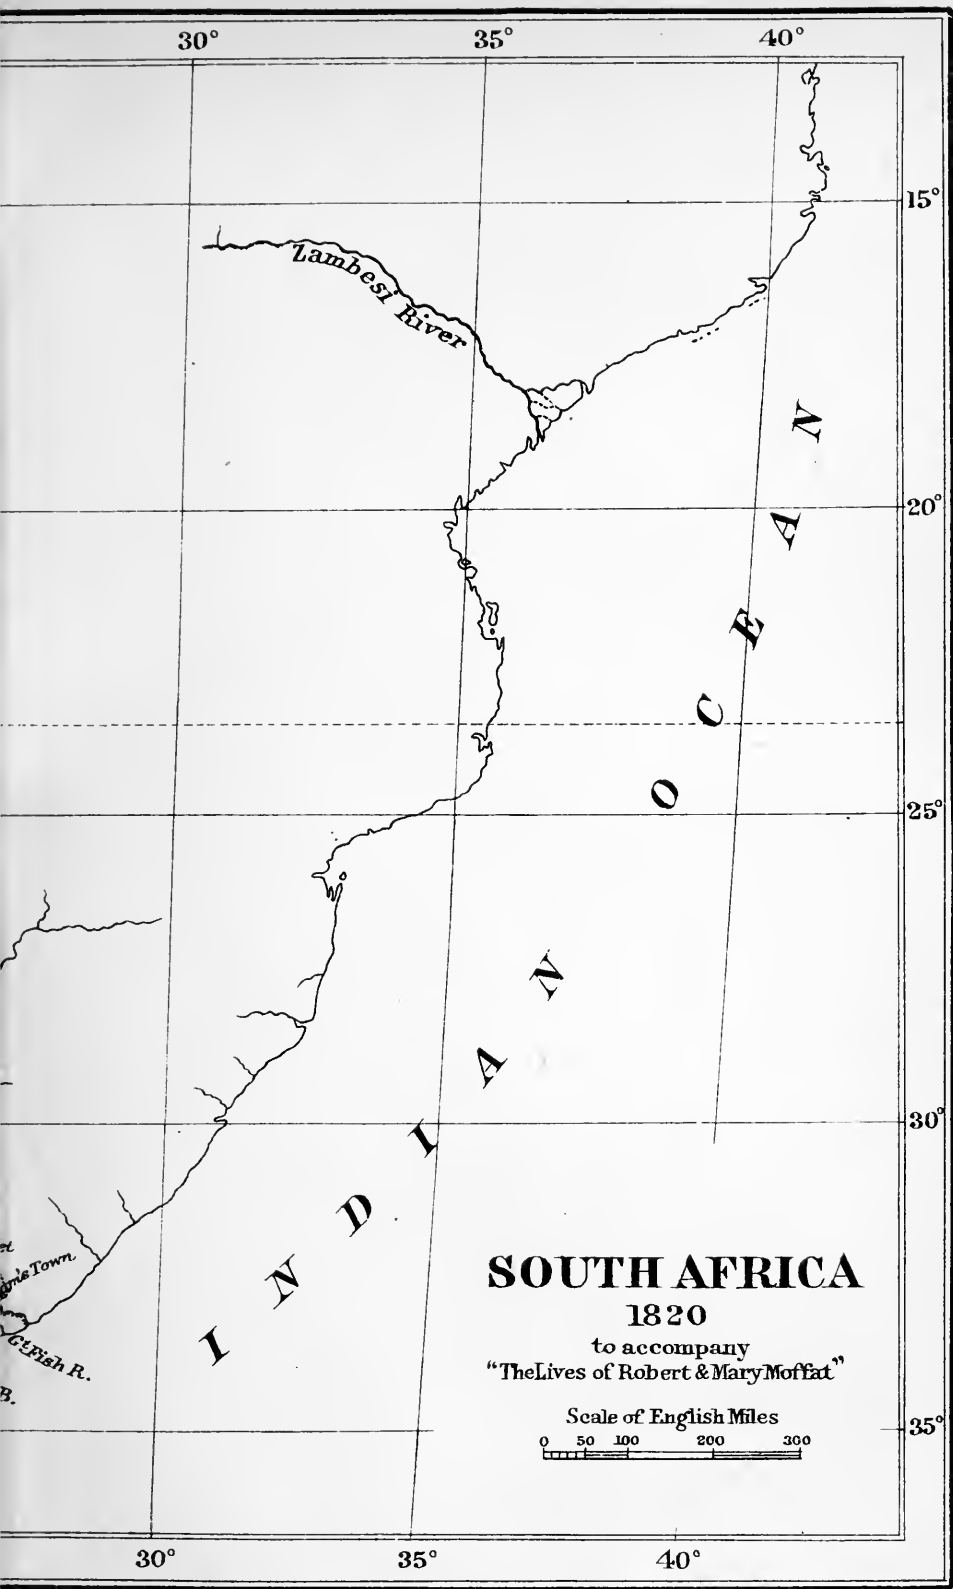 30° 35° 40°
15°
Zambesi River
20°
25°
30°
INDIAN OCEAN
Town
Gt Fish R.
B.
SOUTH AFRICA
1820
to accompany
“The Lives of Robert & Mary Moffat”
Scale of English Miles
0 50 100 200 300
35°
30° 35° 40°